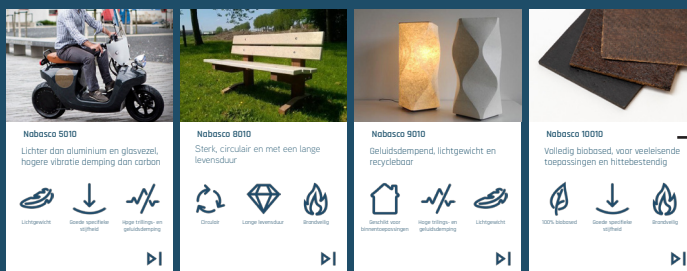 Nabasco 5010
Lichter dan aluminium en glasvezel,
hogere vibratie demping dan carbon
Lichtgewicht
Goede specifieke
stijfheid
Hoge trillings- en
geluidsdemping
Nabasco 8010
Sterk, circulair en met een lange
levensduur
Circulair
Lange levensduur
Brandveilig
Nabasco 9010
Geluidsdempend, lichtgewicht en
recyclebaar
Geschikt voor
binnentoepassingen
Hoge trillings- en
geluidsdemping
Lichtgewicht
Nabasco 10010
Volledig biobased, voor veeleisende
toepassingen en hittebestendig
100% biobased
Goede specifieke
stijfheid
Brandveilig